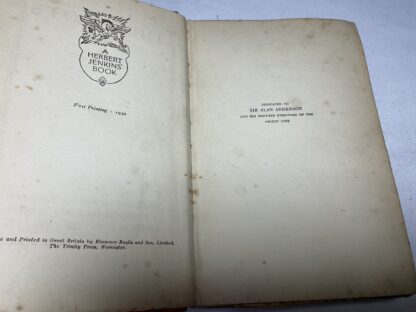 A
HERBERT
JENKINS'
BOOK
First Printing - 1930
e and Printed in Great Britain by Ebenezer Baylis and Son, Limited,
The Trinity Press, Worcester.
DEDICATED TO
SIR ALAN ANDERSON
AND HIS BROTHER DIRECTORS OF THE
ORIENT LINE.